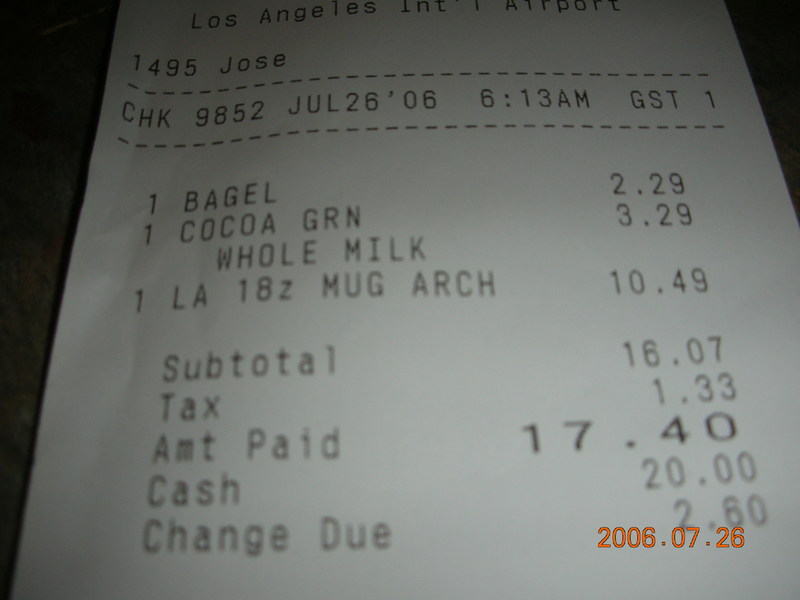 Los Angeles Int'l Airport
1495 Jose
CHK 9852 JUL26'06 6:13AM GST 1
1 BAGEL 2.29
1 COCOA GRN 3.29
WHOLE MILK
1 LA 18z MUG ARCH 10.49
Subtotal 16.07
Tax 1.33
Amt Paid 17.40
Cash 20.00
Change Due 2.60
2006.07.26